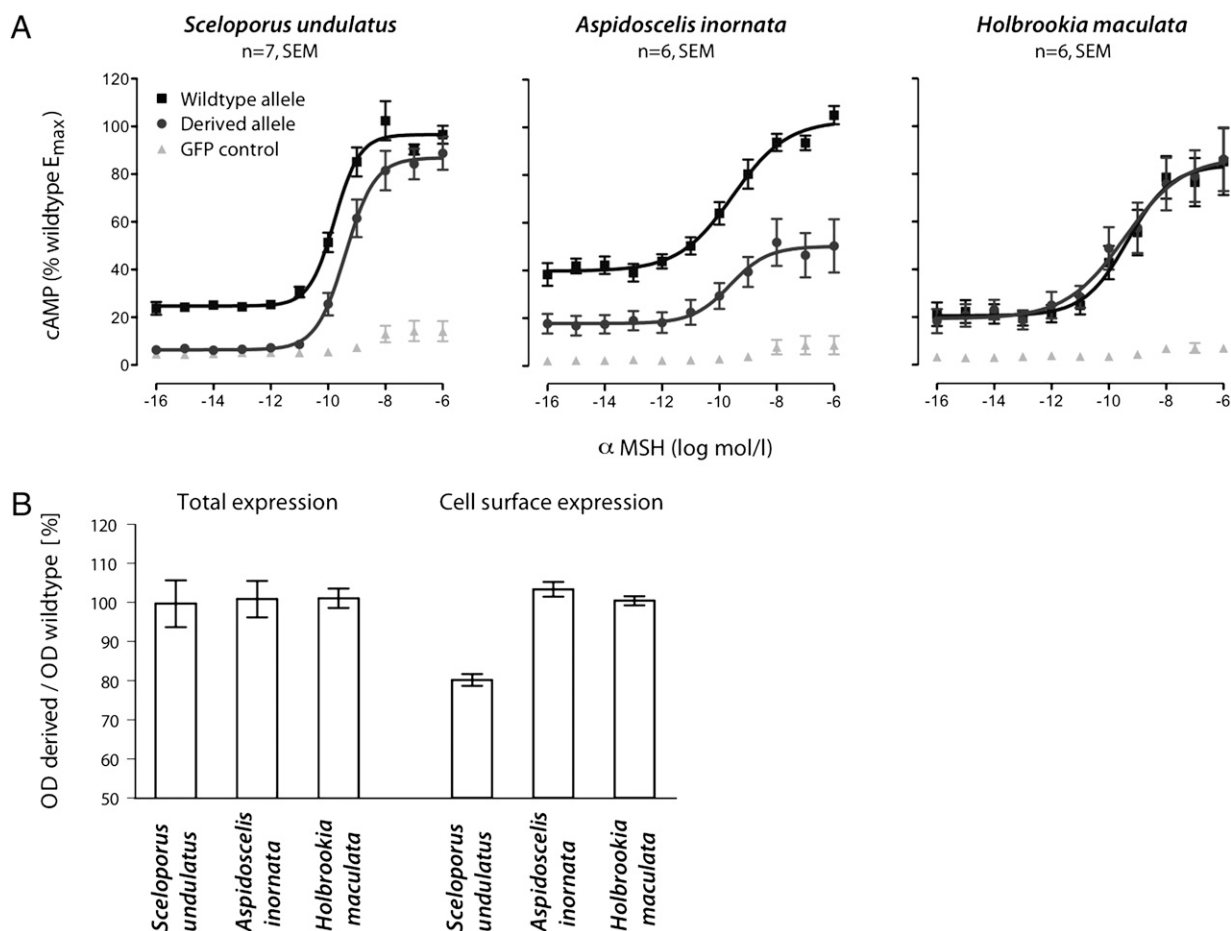 A
Sceloporus undulatus
n=7, SEM
Aspidoscelis inornata
n=6, SEM
Holbrookia maculata
n=6, SEM
cAMP (% wildtype Emax)
120
100
80
60
40
20
0
Wildtype allele
Derived allele
GFP control
-16 -14 -12 -10 -8 -6
-16 -14 -12 -10 -8 -6
-16 -14 -12 -10 -8 -6
α MSH (log mol/l)
B
Total expression
Cell surface expression
OD derived / OD wildtype [%]
120
110
100
90
80
70
60
50
Sceloporus
undulatus
Aspidoscelis
inornata
Holbrookia
maculata
Sceloporus
undulatus
Aspidoscelis
inornata
Holbrookia
maculata